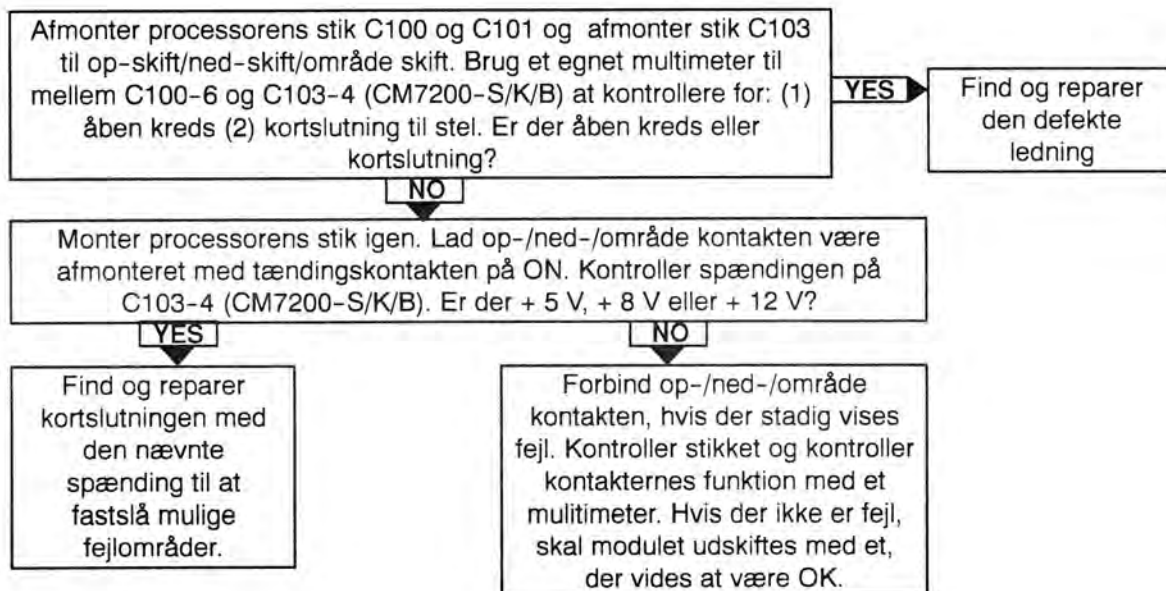 Afmonter processorens stik C100 og C101 og afmonter stik C103
til op-skift/ned-skift/område skift. Brug et egnet multimeter til
mellem C100-6 og C103-4 (CM7200-S/K/B) at kontrollere for: (1)
åben kreds (2) kortslutning til stel. Er der åben kreds eller
kortslutning?
YES
Find og reparer
den defekte
ledning
NO
Monter processorens stik igen. Lad op-/ned-/område kontakten være
afmonteret med tændingskontakten på ON. Kontroller spændingen på
C103-4 (CM7200-S/K/B). Er der + 5 V, + 8 V eller + 12 V?
YES
Find og reparer
kortslutningen med
den nævnte
spænding til at
fastslå mulige
fejlområder.
NO
Forbind op-/ned-/område
kontakten, hvis der stadig vises
fejl. Kontroller stikket og kontroller
kontakternes funktion med et
mulitimeter. Hvis der ikke er fejl,
skal modulet udskiftes med et,
der vides at være OK.